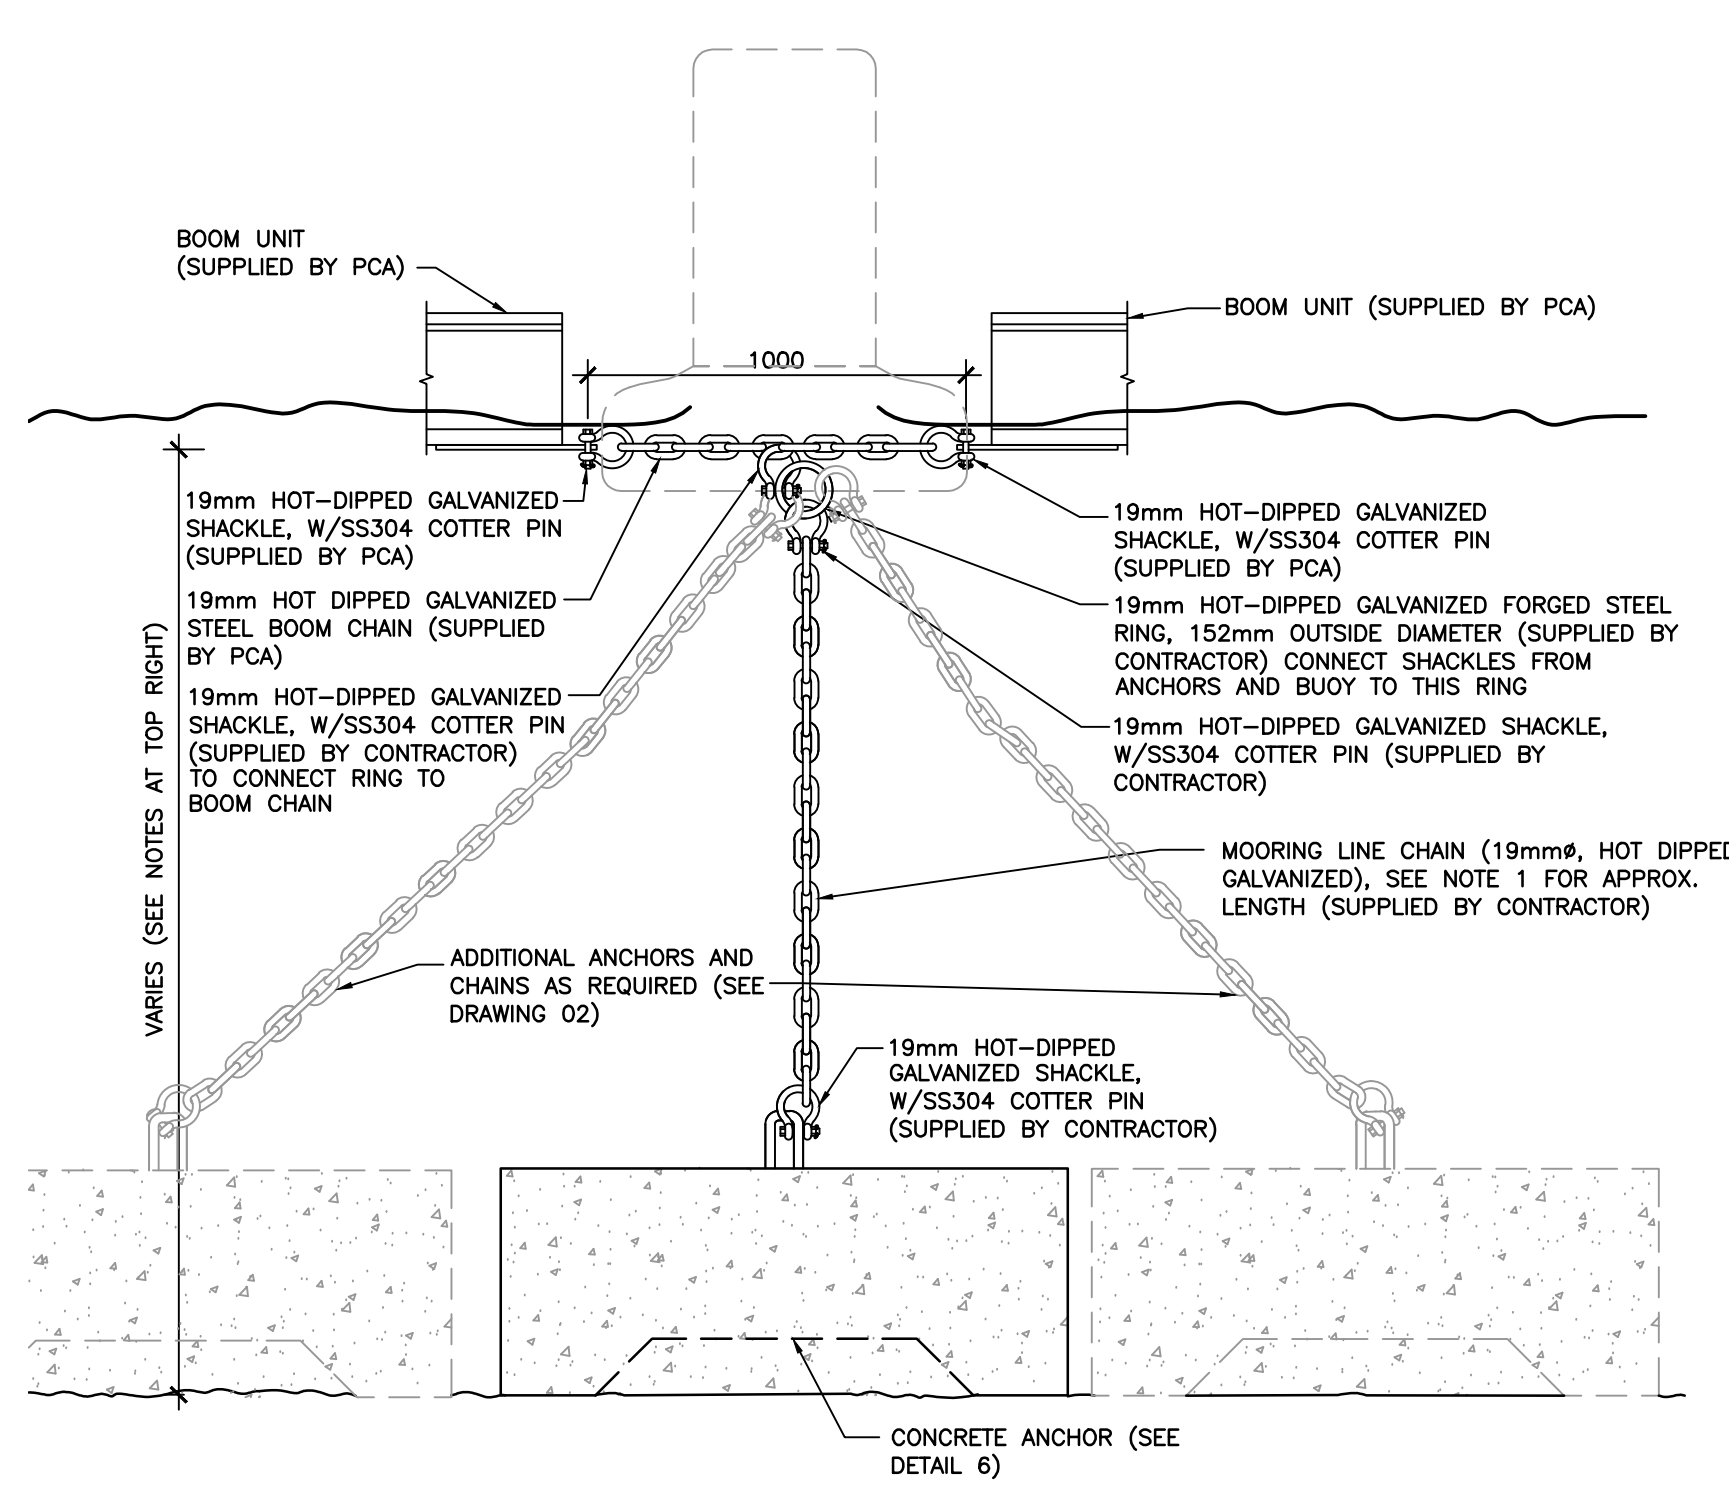 BOOM UNIT
(SUPPLIED BY PCA)
BOOM UNIT (SUPPLIED BY PCA)
1000
19mm HOT-DIPPED GALVANIZED
SHACKLE, W/SS304 COTTER PIN
(SUPPLIED BY PCA)
19mm HOT DIPPED GALVANIZED
STEEL BOOM CHAIN (SUPPLIED
BY PCA)
19mm HOT-DIPPED GALVANIZED
SHACKLE, W/SS304 COTTER PIN
(SUPPLIED BY CONTRACTOR)
TO CONNECT RING TO
BOOM CHAIN
VARIES (SEE NOTES AT TOP RIGHT)
19mm HOT-DIPPED GALVANIZED
SHACKLE, W/SS304 COTTER PIN
(SUPPLIED BY PCA)
19mm HOT-DIPPED GALVANIZED FORGED STEEL
RING, 152mm OUTSIDE DIAMETER (SUPPLIED BY
CONTRACTOR) CONNECT SHACKLES FROM
ANCHORS AND BUOY TO THIS RING
19mm HOT-DIPPED GALVANIZED SHACKLE,
W/SS304 COTTER PIN (SUPPLIED BY
CONTRACTOR)
MOORING LINE CHAIN (19mmø, HOT DIPPED
GALVANIZED), SEE NOTE 1 FOR APPROX.
LENGTH (SUPPLIED BY CONTRACTOR)
ADDITIONAL ANCHORS AND
CHAINS AS REQUIRED (SEE
DRAWING 02)
19mm HOT-DIPPED
GALVANIZED SHACKLE,
W/SS304 COTTER PIN
(SUPPLIED BY CONTRACTOR)
CONCRETE ANCHOR (SEE
DETAIL 6)